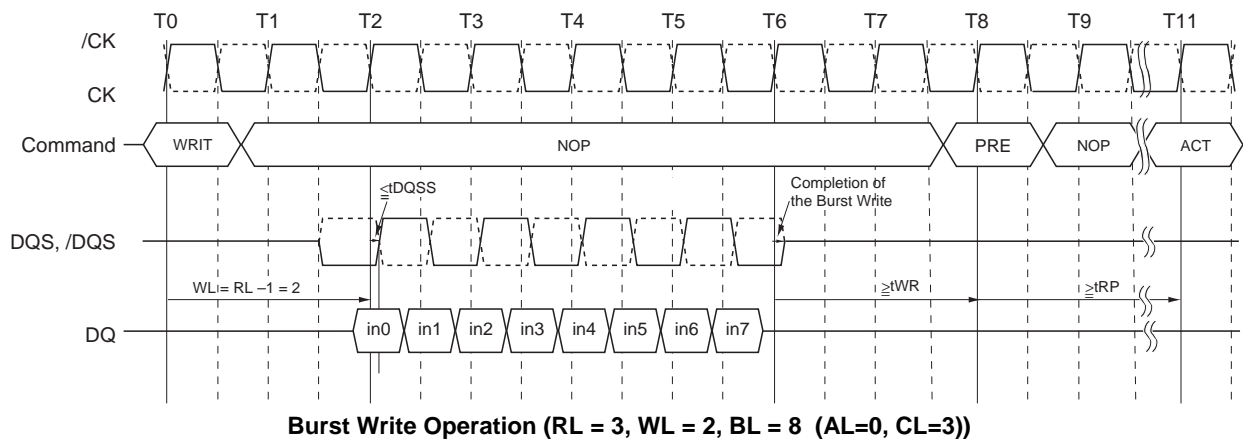 T0 T1 T2 T3 T4 T5 T6 T7 T8 T9 T11
/CK
CK
Command WRIT NOP PRE NOP ACT
≦tDQSS
Completion of
the Burst Write
DQS, /DQS
WL = RL –1 = 2
≧tWR
≧tRP
DQ in0 in1 in2 in3 in4 in5 in6 in7
Burst Write Operation (RL = 3, WL = 2, BL = 8 (AL=0, CL=3))